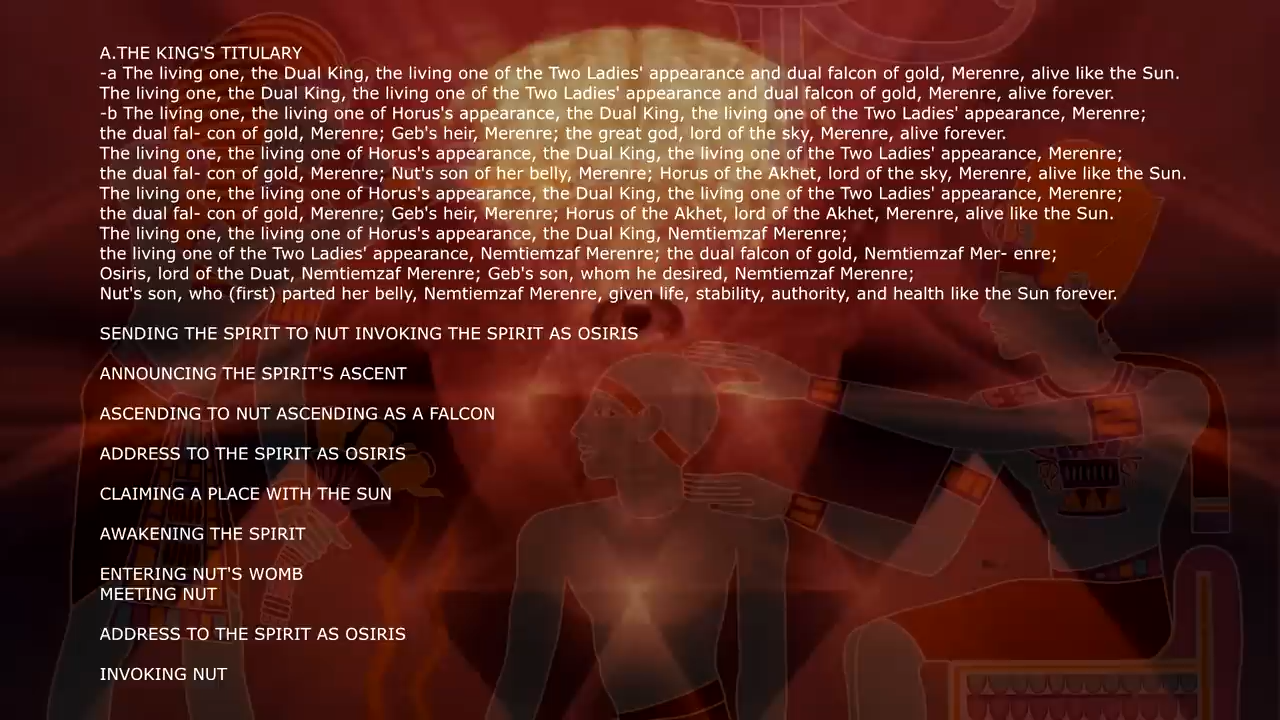 A.THE KING'S TITULARY
-a The living one, the Dual King, the living one of the Two Ladies' appearance and dual falcon of gold, Merenre, alive like the Sun.
The living one, the Dual King, the living one of the Two Ladies' appearance and dual falcon of gold, Merenre, alive forever.
-b The living one, the living one of Horus's appearance, the Dual King, the living one of the Two Ladies' appearance, Merenre;
the dual fal- con of gold, Merenre; Geb's heir, Merenre; the great god, lord of the sky, Merenre, alive forever.
The living one, the living one of Horus's appearance, the Dual King, the living one of the Two Ladies' appearance, Merenre;
the dual fal- con of gold, Merenre; Nut's son of her belly, Merenre; Horus of the Akhet, lord of the sky, Merenre, alive like the Sun.
The living one, the living one of Horus's appearance, the Dual King, the living one of the Two Ladies' appearance, Merenre;
the dual fal- con of gold, Merenre; Geb's heir, Merenre; Horus of the Akhet, lord of the Akhet, Merenre, alive like the Sun.
The living one, the living one of Horus's appearance, the Dual King, Nemtiemzaf Merenre;
the living one of the Two Ladies' appearance, Nemtiemzaf Merenre; the dual falcon of gold, Nemtiemzaf Mer- enre;
Osiris, lord of the Duat, Nemtiemzaf Merenre; Geb's son, whom he desired, Nemtiemzaf Merenre;
Nut's son, who (first) parted her belly, Nemtiemzaf Merenre, given life, stability, authority, and health like the Sun forever.
SENDING THE SPIRIT TO NUT INVOKING THE SPIRIT AS OSIRIS
ANNOUNCING THE SPIRIT'S ASCENT
ASCENDING TO NUT ASCENDING AS A FALCON
ADDRESS TO THE SPIRIT AS OSIRIS
CLAIMING A PLACE WITH THE SUN
AWAKENING THE SPIRIT
ENTERING NUT'S WOMB
MEETING NUT
ADDRESS TO THE SPIRIT AS OSIRIS
INVOKING NUT